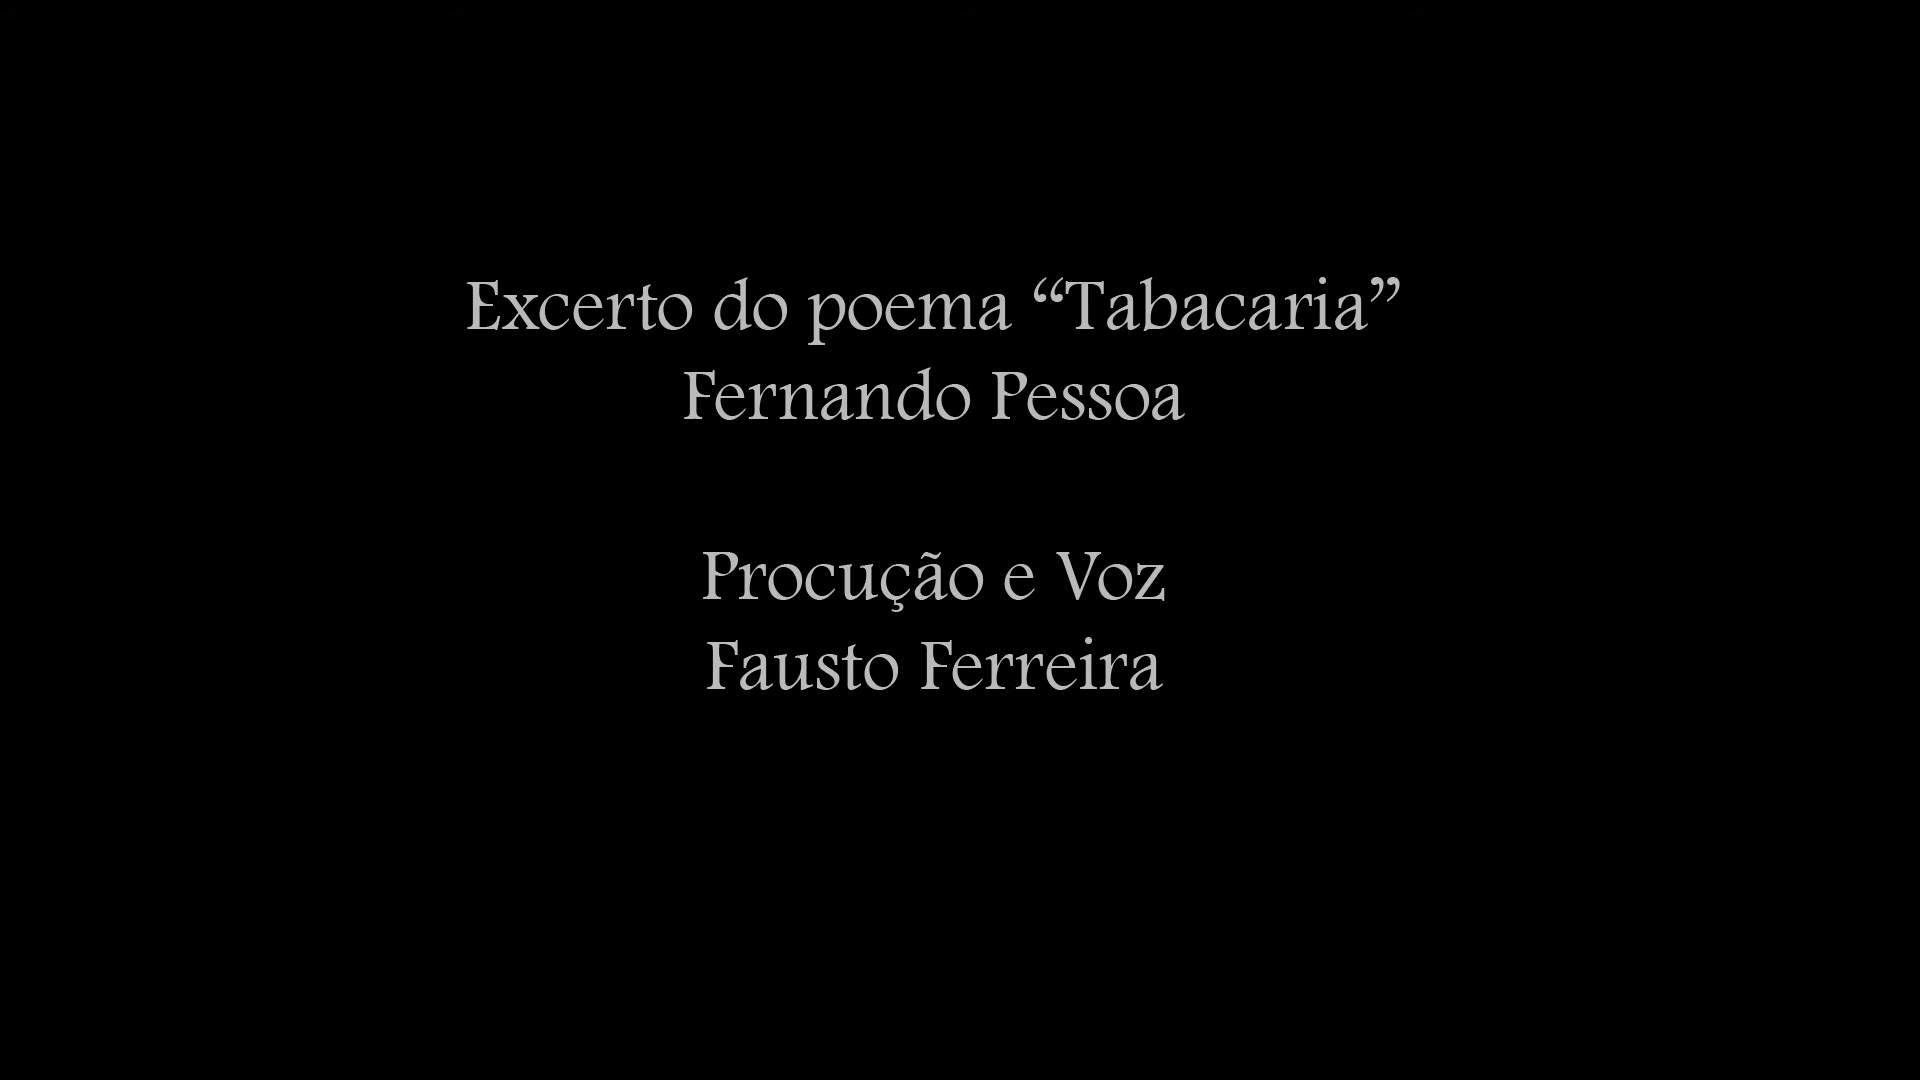 Excerto do poema “Tabacaria”
Fernando Pessoa
Procução e Voz
Fausto Ferreira